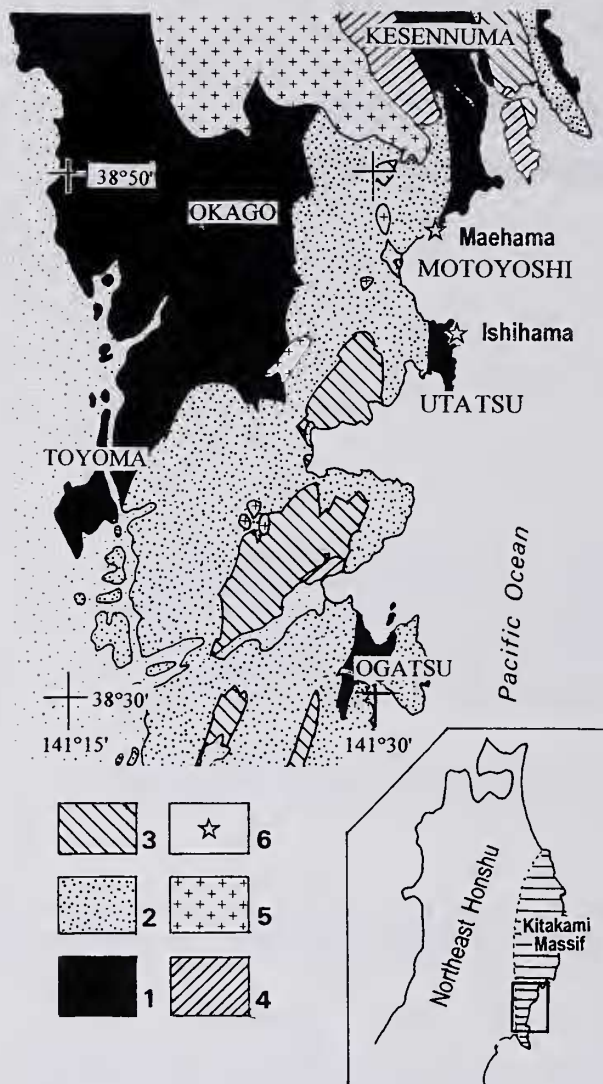 KESENNUMA
38°50'
OKAGO
Maehama
MOTOYOSHI
Ishihama
UTATSU
TOYOMA
Pacific Ocean
OGATSU
38°30'
141°15'
141°30'
3
6
2
5
1
4
Northeast Honshu
Kitakami
Massif